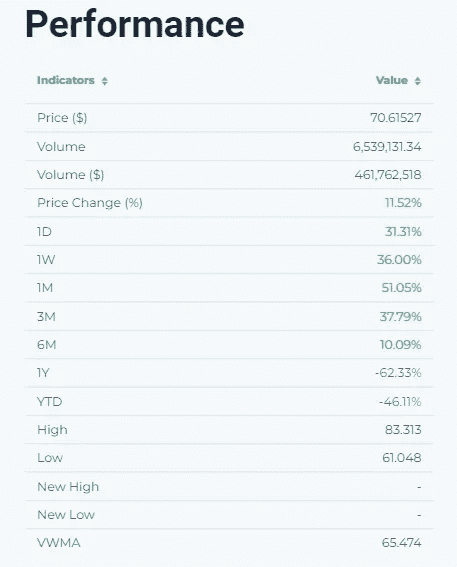 Performance
Indicators Value
Price ($) 70.61527
Volume 6,539,131.34
Volume ($) 461,762,518
Price Change (%) 11.52%
1D 31.31%
1W 36.00%
1M 51.05%
3M 37.79%
6M 10.09%
1Y -62.33%
YTD -46.11%
High 83.313
Low 61.048
New High -
New Low -
VWMA 65.474